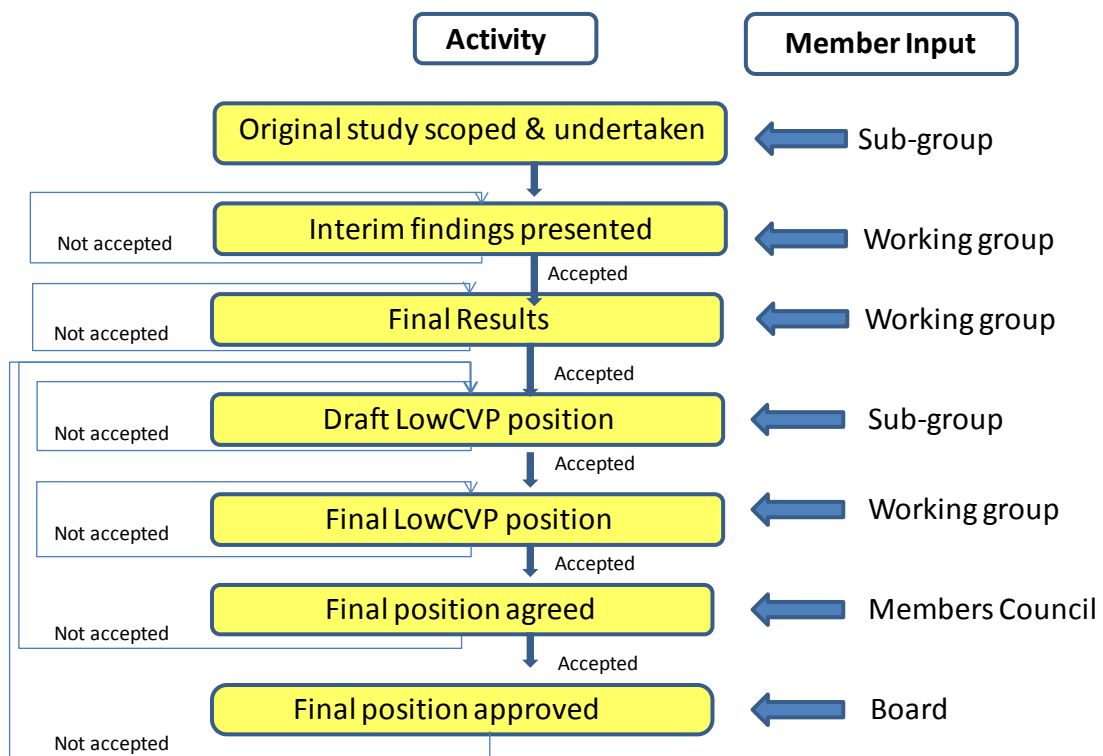 Activity
Member Input
Original study scoped & undertaken
Sub-group
Interim findings presented
Not accepted
Working group
Accepted
Final Results
Not accepted
Working group
Accepted
Draft LowCVP position
Not accepted
Sub-group
Accepted
Final LowCVP position
Not accepted
Working group
Accepted
Final position agreed
Not accepted
Members Council
Accepted
Final position approved
Not accepted
Board